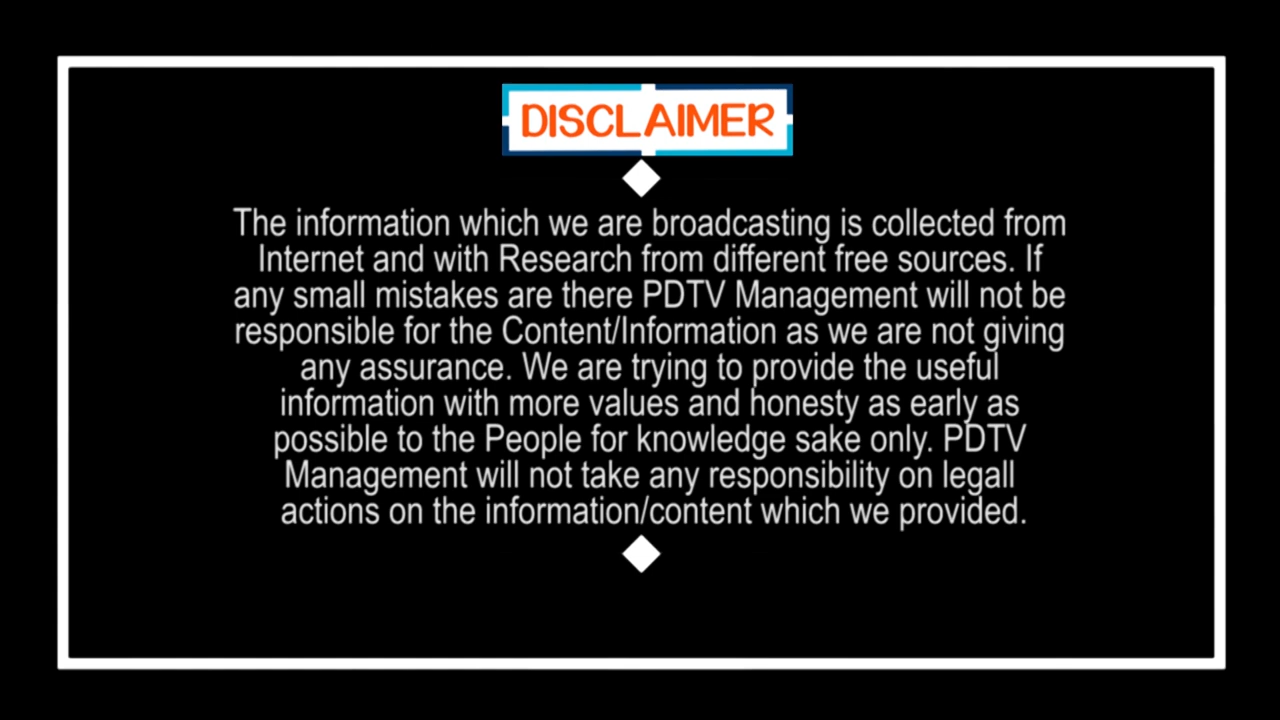 DISCLAIMER
The information which we are broadcasting is collected from
Internet and with Research from different free sources. If
any small mistakes are there PDTV Management will not be
responsible for the Content/Information as we are not giving
any assurance. We are trying to provide the useful
information with more values and honesty as early as
possible to the People for knowledge sake only. PDTV
Management will not take any responsibility on legall
actions on the information/content which we provided.